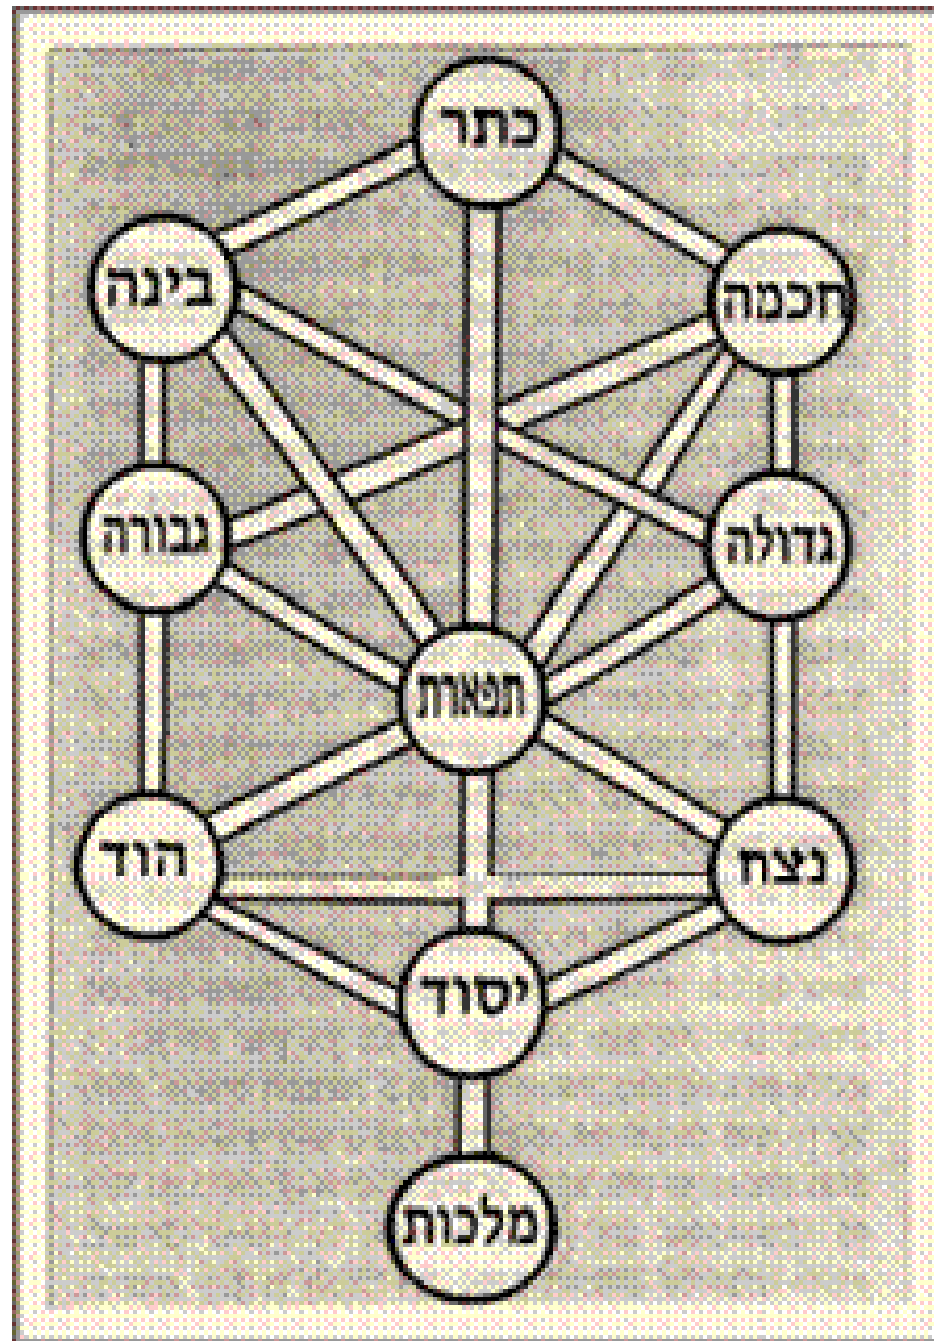 כתר
חכמה
בינה
גדולה
גבורה
תפארת
נצח
הוד
יסוד
מלכות